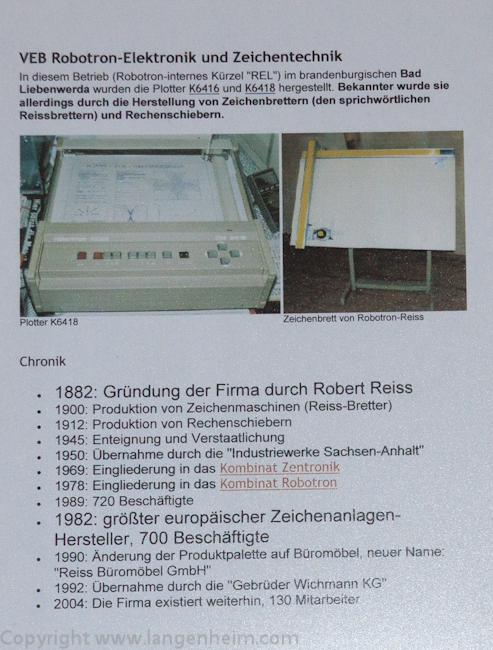 VEB Robotron-Elektronik und Zeichentechnik
In diesem Betrieb (Robotron-internes Kürzel "REL") im brandenburgischen Bad
Liebenwerda wurden die Plotter K6416 und K6418 hergestellt. Bekannter wurde sie
allerdings durch die Herstellung von Zeichenbrettern (den sprichwörtlichen
Reissbrettern) und Rechenschiebern.
Plotter K6418
Zeichenbrett von Robotron-Reiss
Chronik
• 1882: Gründung der Firma durch Robert Reiss
• 1900: Produktion von Zeichenmaschinen (Reiss-Bretter)
• 1912: Produktion von Rechenschiebern
• 1945: Enteignung und Verstaatlichung
• 1950: Übernahme durch die "Industriewerke Sachsen-Anhalt"
• 1969: Eingliederung in das Kombinat Zentronik
• 1978: Eingliederung in das Kombinat Robotron
• 1989: 720 Beschäftigte
• 1982: größter europäischer Zeichenanlagen-
Hersteller, 700 Beschäftigte
• 1990: Änderung der Produktpalette auf Büromöbel, neuer Name:
"Reiss Büromöbel GmbH"
• 1992: Übernahme durch die "Gebrüder Wichmann KG"
• 2004: Die Firma existiert weiterhin, 130 Mitarbeiter
Copyright www.langenheim.com